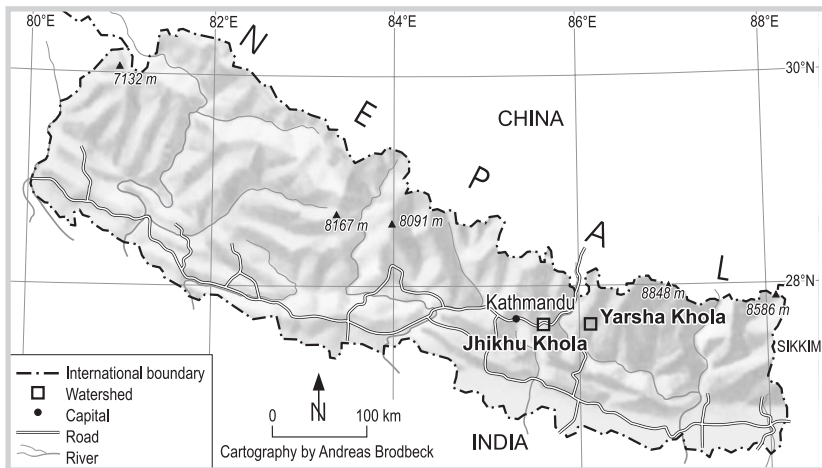 80°E
82°E
84°E
86°E
88°E
N E P A L
7132 m
30°N
CHINA
8167 m
8091 m
28°N
8848 m
8586 m
Kathmandu
Yarsha Khola
Jhikhu Khola
SIKKIM
International boundary
Watershed
Capital
Road
River
N
0 100 km
Cartography by Andreas Brodbeck
INDIA